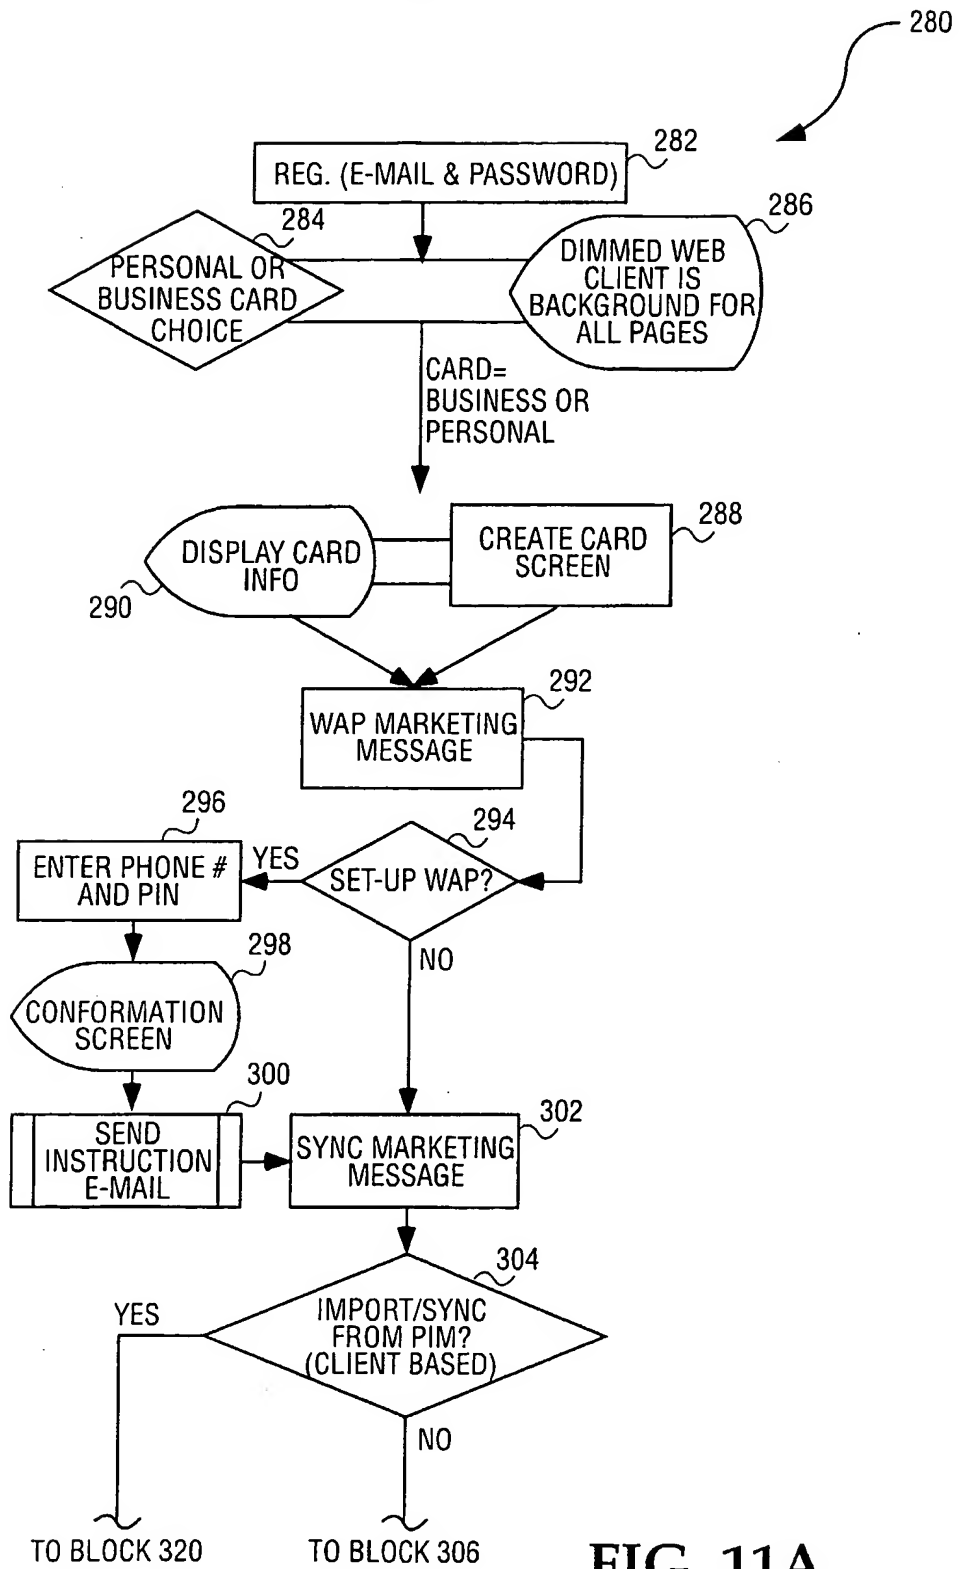 280
282
REG. (E-MAIL & PASSWORD)
284
286
PERSONAL OR
BUSINESS CARD
CHOICE
DIMMED WEB
CLIENT IS
BACKGROUND FOR
ALL PAGES
CARD=
BUSINESS OR
PERSONAL
288
DISPLAY CARD
INFO
CREATE CARD
SCREEN
290
292
WAP MARKETING
MESSAGE
296
294
ENTER PHONE #
AND PIN
YES
SET-UP WAP?
298
NO
CONFORMATION
SCREEN
300
302
SEND
INSTRUCTION
E-MAIL
SYNC MARKETING
MESSAGE
304
YES
IMPORT/SYNC
FROM PIM?
(CLIENT BASED)
NO
TO BLOCK 320
TO BLOCK 306
FIG. 11A